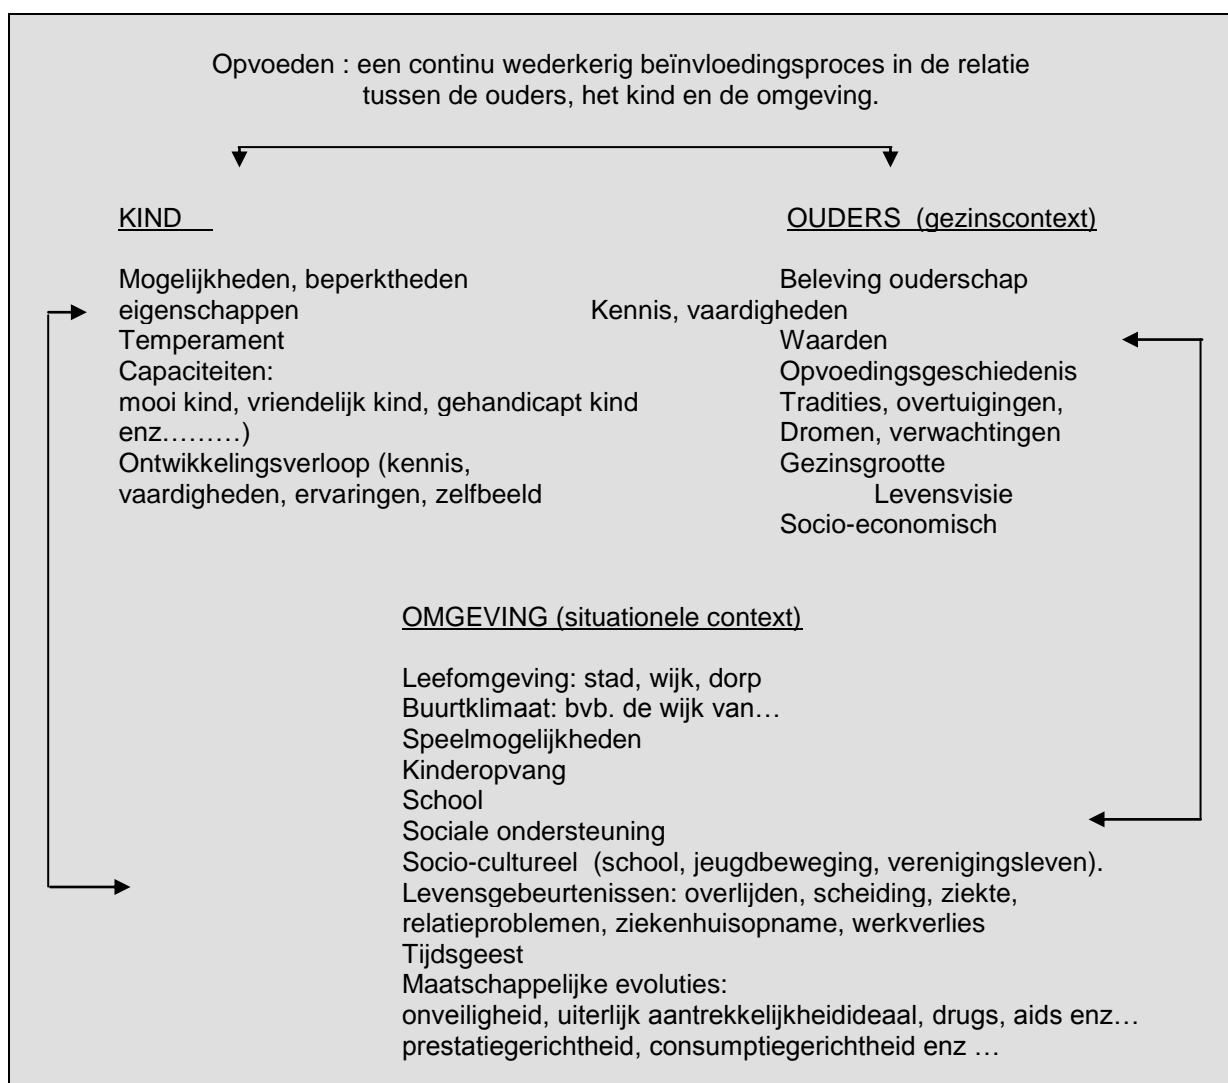 Opvoeden : een continu wederkerig beïnvloedingsproces in de relatie
tussen de ouders, het kind en de omgeving.
KIND
Mogelijkheden, beperktheden
eigenschappen
Temperament
Capaciteiten:
mooi kind, vriendelijk kind, gehandicapt kind
enz………)
Ontwikkelingsverloop (kennis,
vaardigheden, ervaringen, zelfbeeld
OUDERS (gezinscontext)
Beleving ouderschap
Kennis, vaardigheden
Waarden
Opvoedingsgeschiedenis
Tradities, overtuigingen,
Dromen, verwachtingen
Gezinsgrootte
Levensvisie
Socio-economisch
OMGEVING (situationele context)
Leefomgeving: stad, wijk, dorp
Buurtklimaat: bvb. de wijk van…
Speelmogelijkheden
Kinderopvang
School
Sociale ondersteuning
Socio-cultureel (school, jeugdbeweging, verenigingsleven).
Levensgebeurtenissen: overlijden, scheiding, ziekte,
relatieproblemen, ziekenhuisopname, werkverlies
Tijdsgeest
Maatschappelijke evoluties:
onveiligheid, uiterlijk aantrekkelijkheidideaal, drugs, aids enz…
prestatiegerichtheid, consumptiegerichtheid enz …